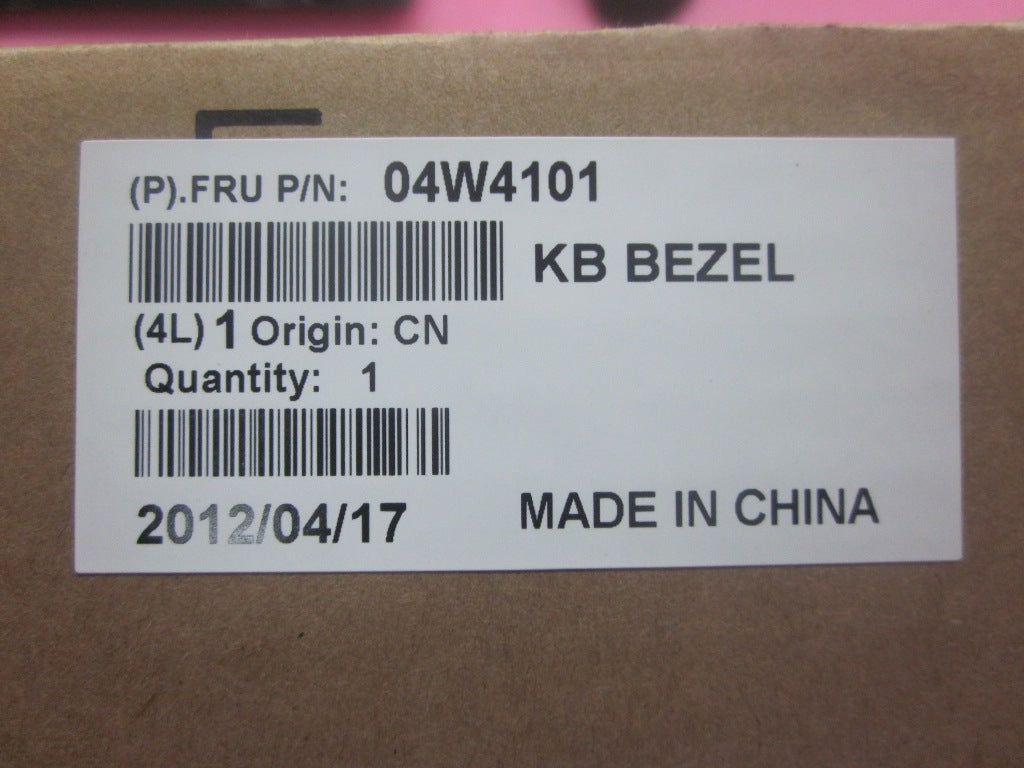 (P).FRU P/N: 04W4101
KB BEZEL
(4L) 1 Origin: CN
Quantity: 1
2012/04/17
MADE IN CHINA